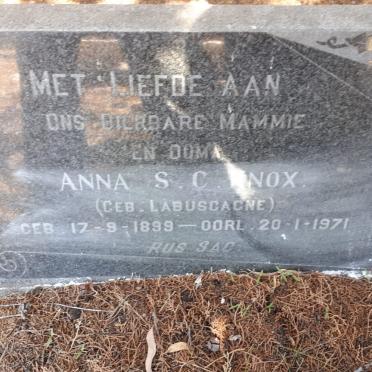 MET LIEFDE AAN
ONS DIERBARE MAMMIE
EN OUMA
ANNA S. C. KNOX.
(GEB. LABUSCAGNE)
GEB. 17-9-1899 — OORL. 20-1-1971
RUS SAG